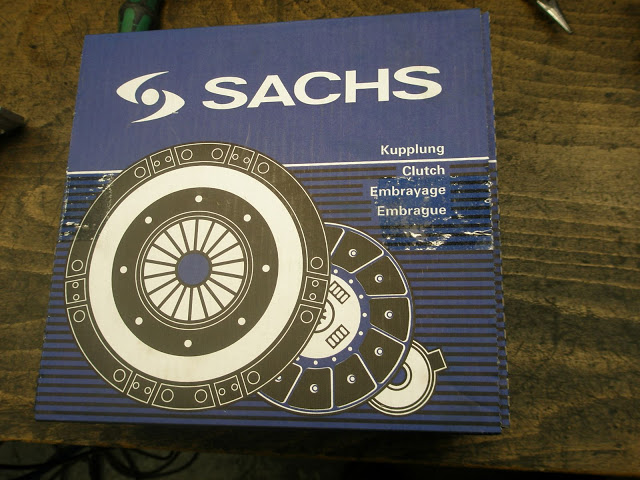 SACHS
Kupplung
Clutch
Embrayage
Embrague